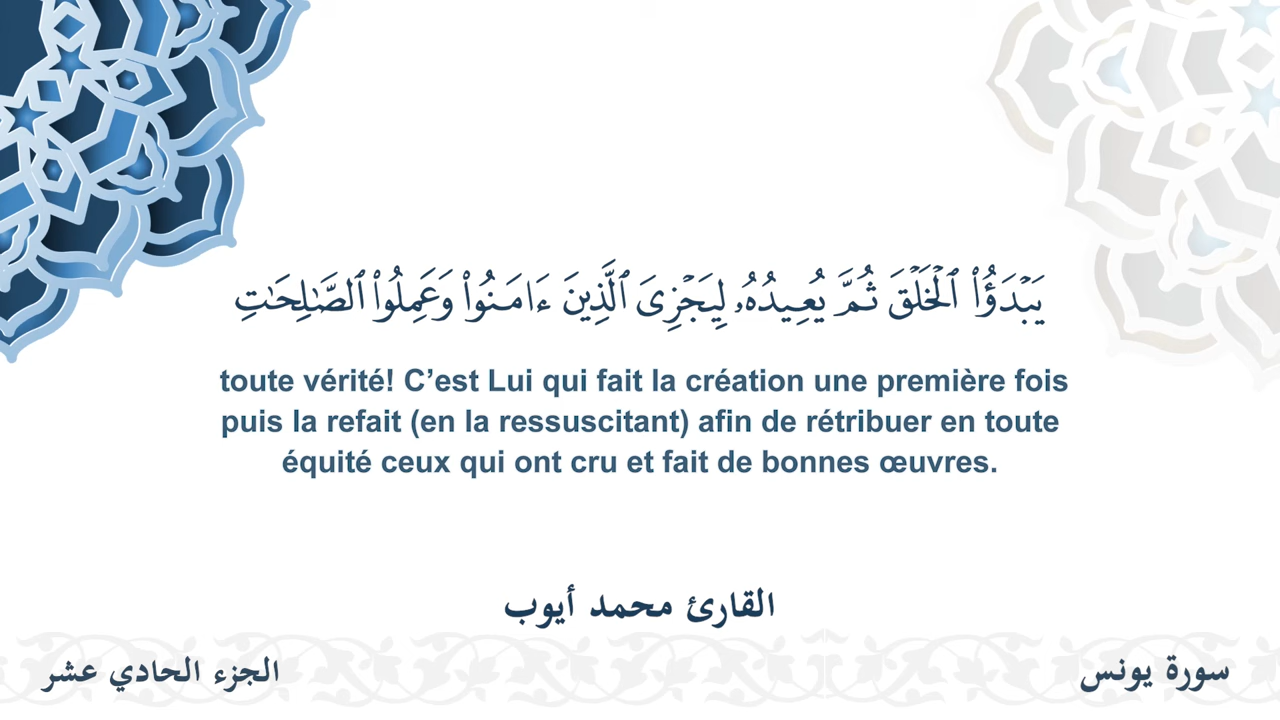 يَبْدَؤُا۟ ٱلْخَلْقَ ثُمَّ يُعِيدُهُۥ لِيَجْزِىَ ٱلَّذِينَ ءَامَنُوا۟ وَعَمِلُوا۟ ٱلصَّـٰلِحَـٰتِ
toute vérité! C’est Lui qui fait la création une première fois
puis la refait (en la ressuscitant) afin de rétribuer en toute
équité ceux qui ont cru et fait de bonnes œuvres.
القارئ محمد أيوب
سورة يونس
الجزء الحادي عشر